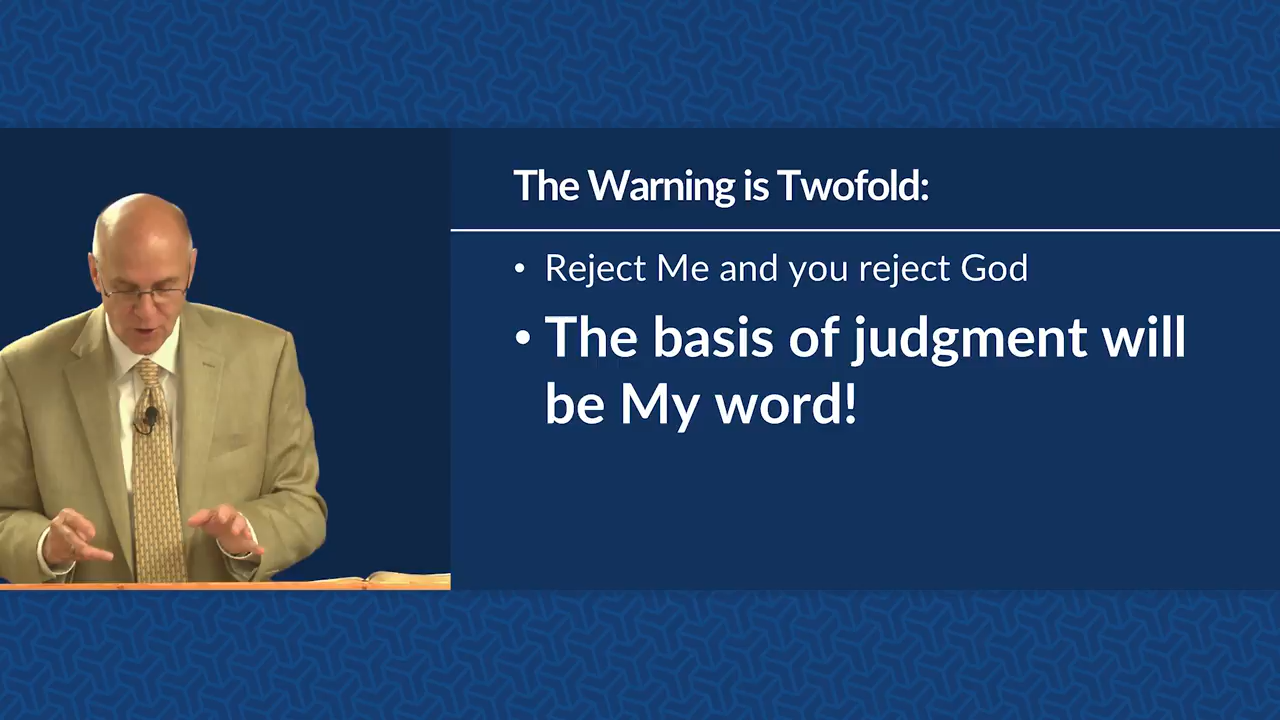 The Warning is Twofold:
• Reject Me and you reject God
• The basis of judgment will
be My word!